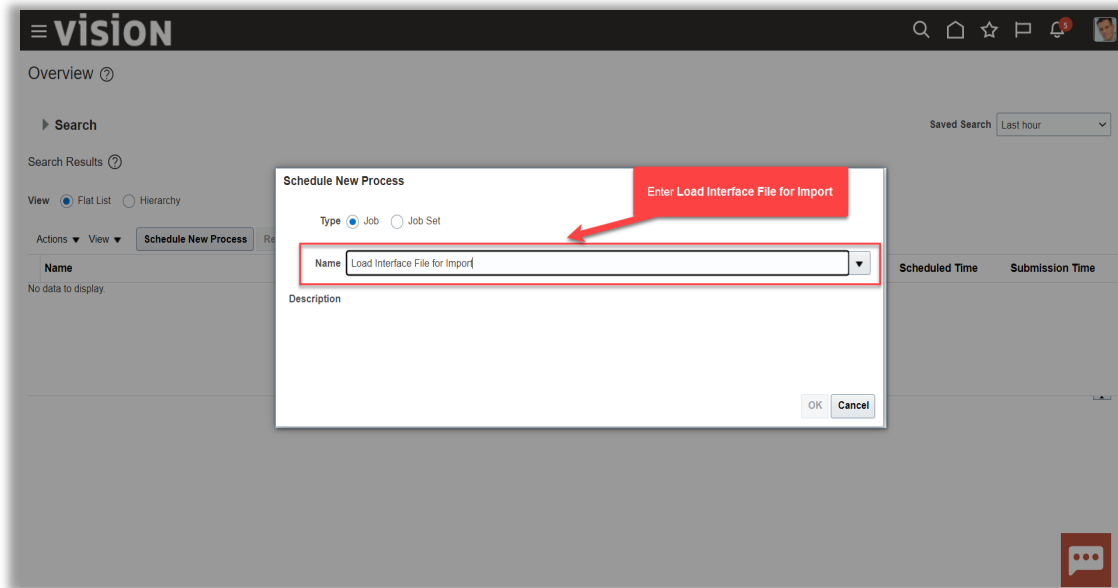 vision
5
Overview ?
Search
Saved Search Last hour
Search Results ?
View Flat List Hierarchy
Actions View Schedule New Process Re
Name Scheduled Time Submission Time
No data to display.
Schedule New Process
Enter Load Interface File for Import
Type Job Job Set
Name Load Interface File for Import
Description
OK Cancel